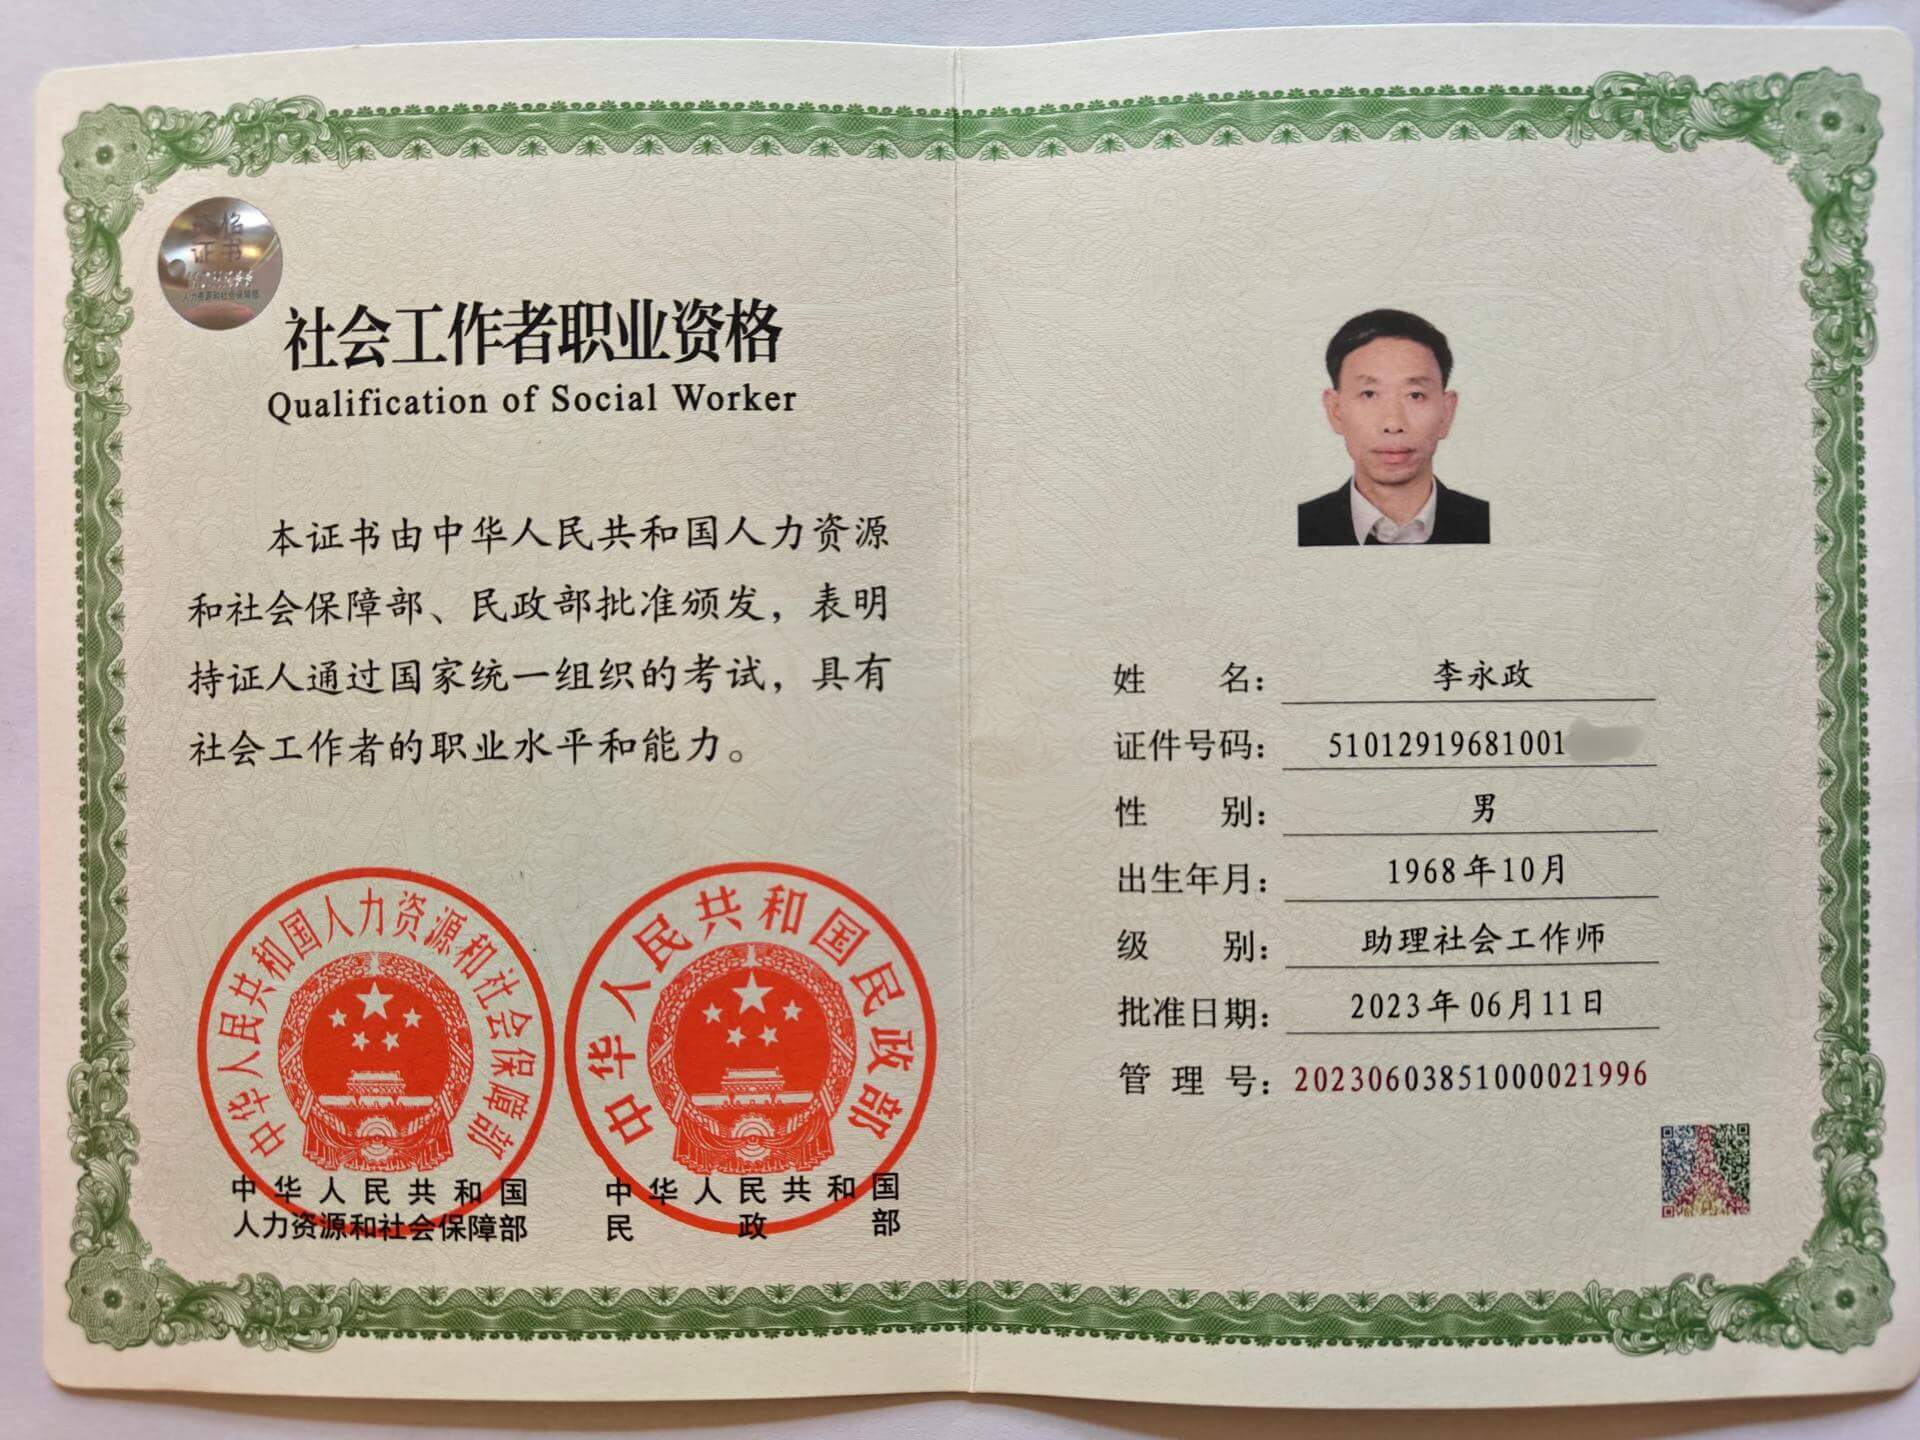 资格
证书
人力资源和社会保障部
社会工作者职业资格
Qualification of Social Worker
本证书由中华人民共和国人力资源
和社会保障部、民政部批准颁发，表明
持证人通过国家统一组织的考试，具有
社会工作者的职业水平和能力。
中华人民共和国人力资源和社会保障部
中华人民共和国
人力资源和社会保障部
中华人民共和国民政部
中华人民共和国
民政部
姓名：李永政
证件号码：51012919681001
性别：男
出生年月：1968年10月
级别：助理社会工作师
批准日期：2023年06月11日
管理号：20230603851000021996